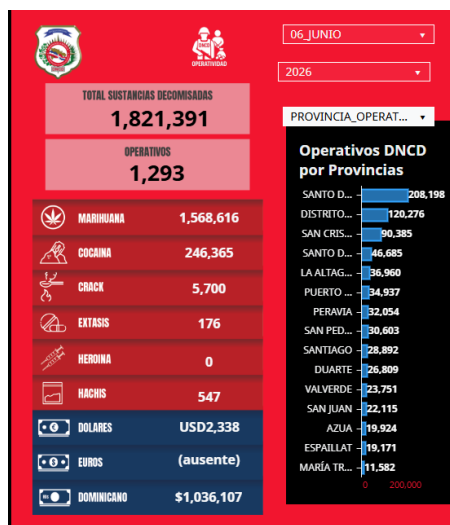 06_JUNIO
DNCD
OPERATIVIDAD
2026
TOTAL SUSTANCIAS DECOMISADAS
1,821,391
OPERATIVOS
1,293
PROVINCIA_OPERAT...
MARIHUANA 1,568,616
COCAINA 246,365
CRACK 5,700
EXTASIS 176
HEROINA 0
HACHIS 547
DOLARES USD2,338
EUROS (ausente)
DOMINICANO $1,036,107
Operativos DNCD
por Provincias
SANTO D... 208,198
DISTRITO... 120,276
SAN CRIS... 90,385
SANTO D... 46,685
LA ALTAG... 36,960
PUERTO ... 34,937
PERAVIA 32,054
SAN PED... 30,603
SANTIAGO 28,892
DUARTE 26,809
VALVERDE 23,751
SAN JUAN 22,115
AZUA 19,924
ESPAILLAT 19,171
MARÍA TR... 11,582
0 200,000